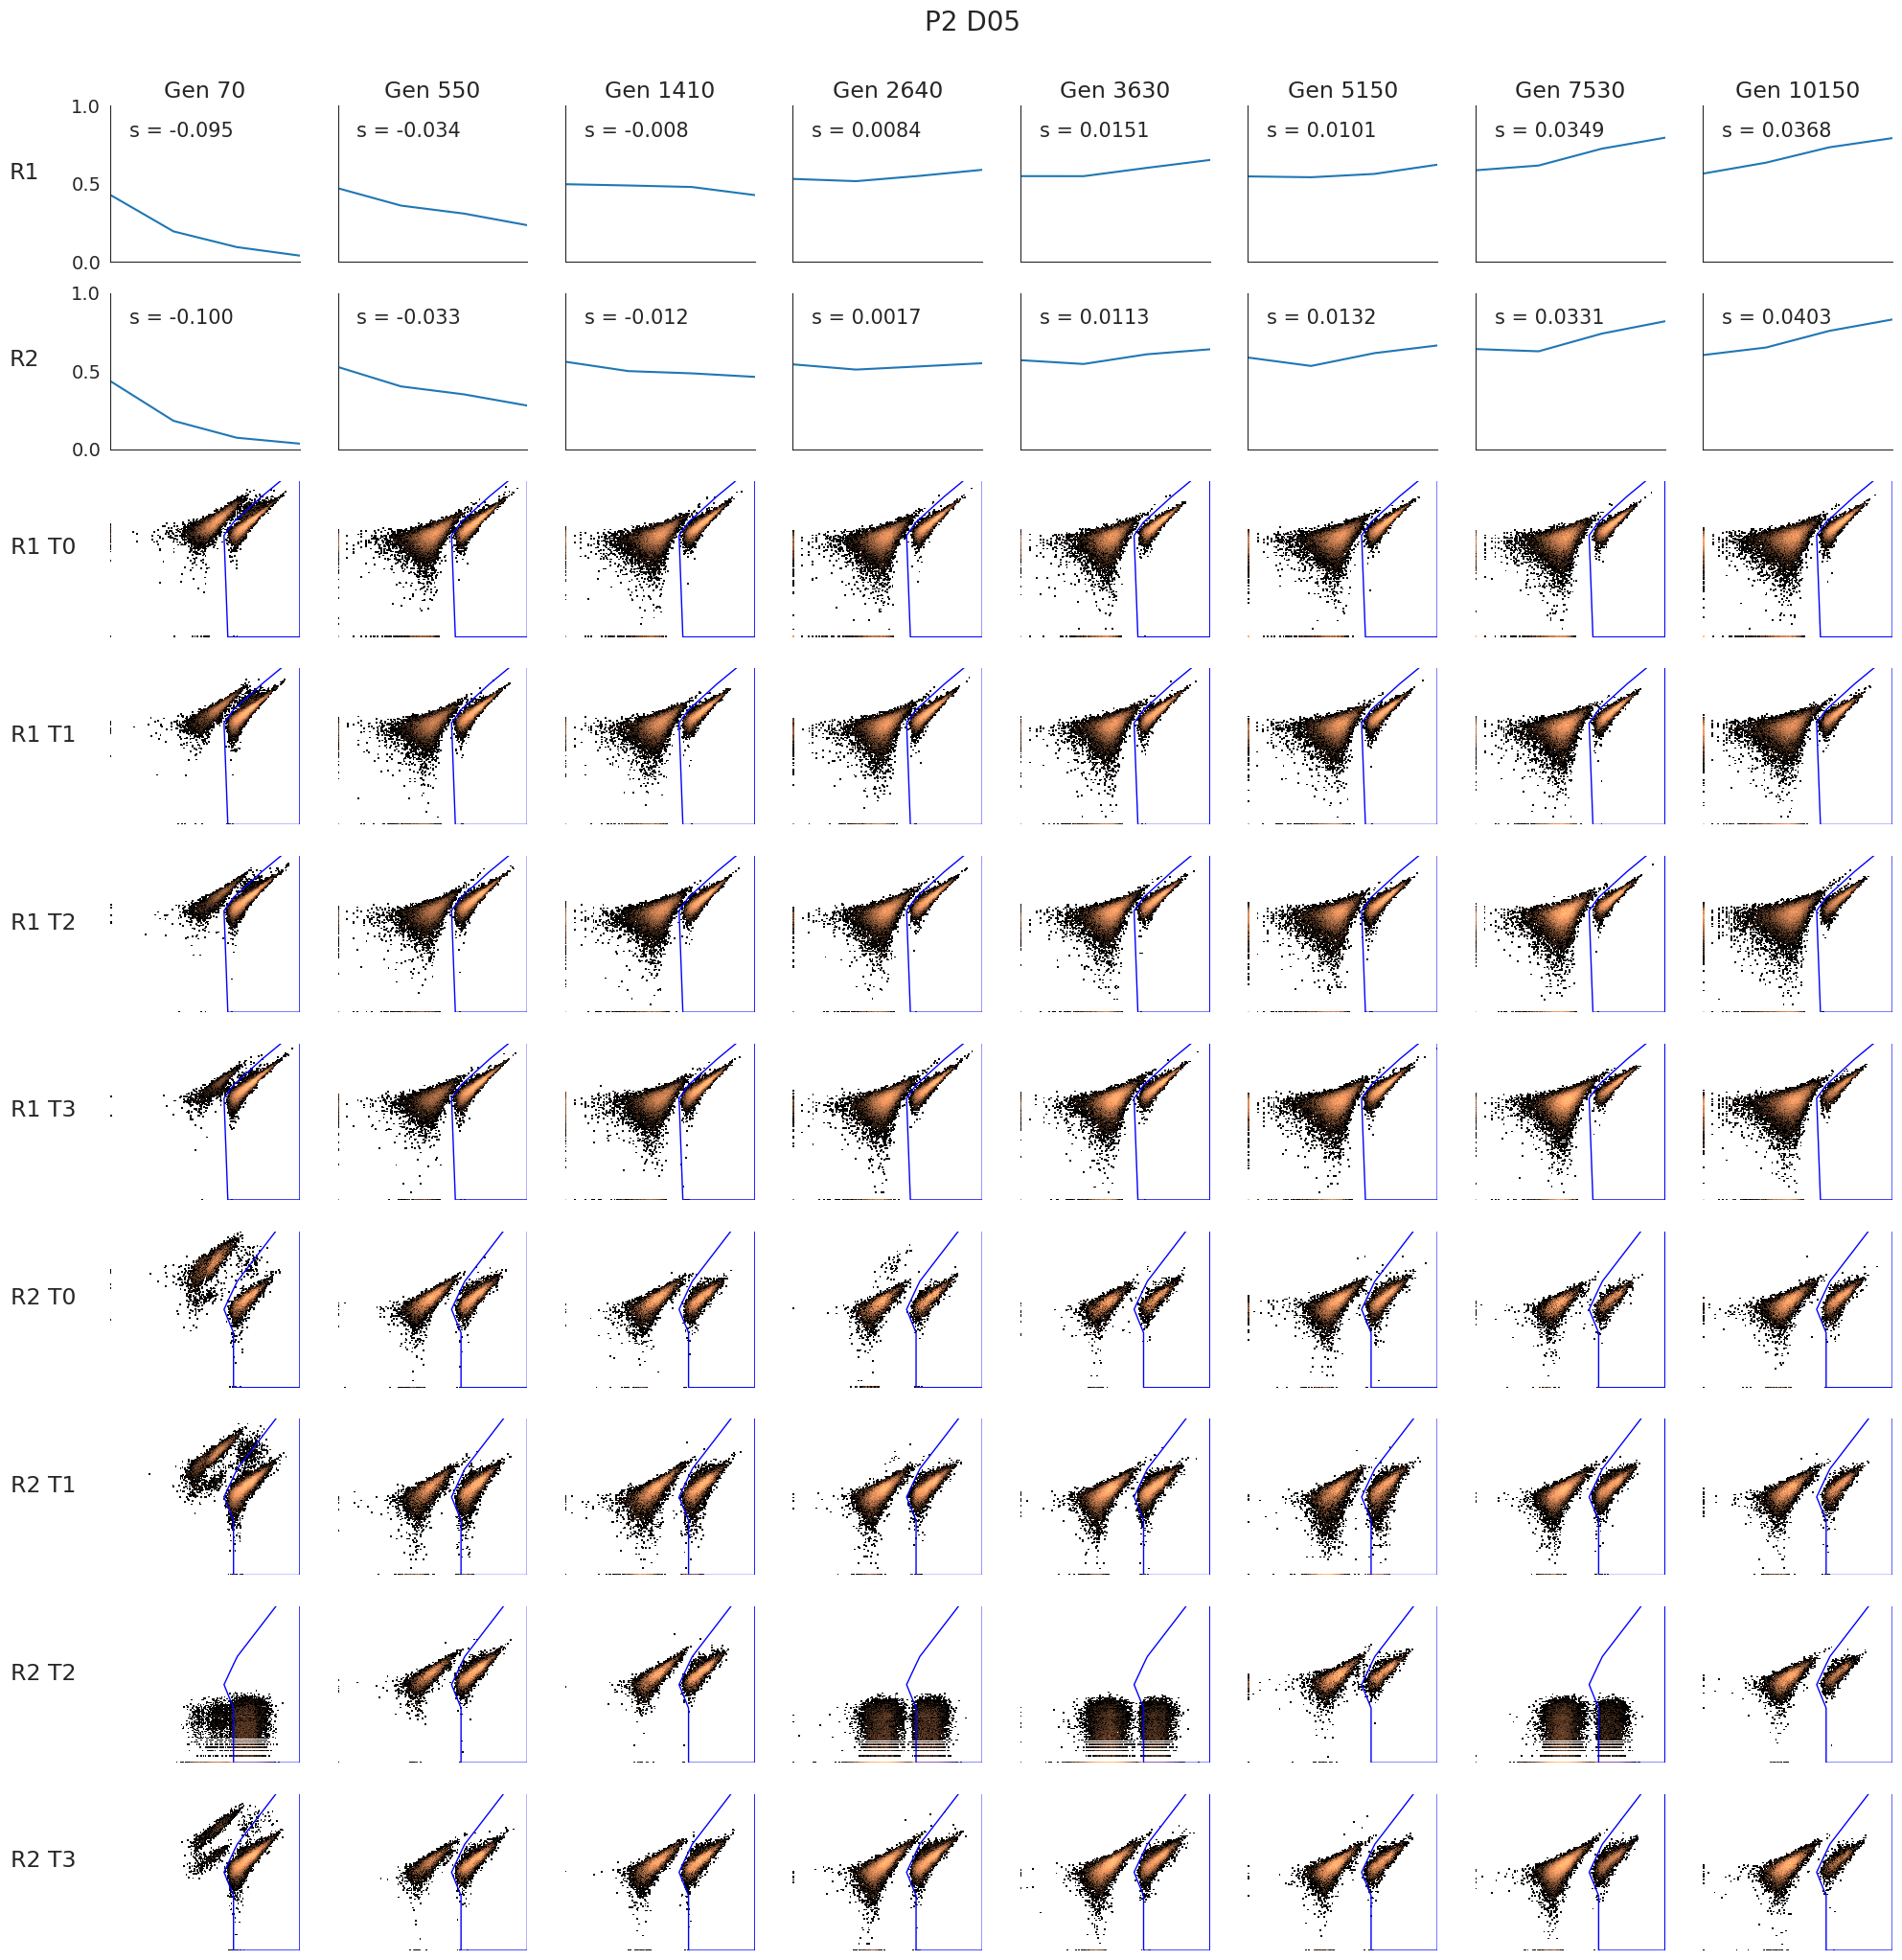 P2 D05
Gen 70 Gen 550 Gen 1410 Gen 2640 Gen 3630 Gen 5150 Gen 7530 Gen 10150
1.0
s = -0.095 s = -0.034 s = -0.008 s = 0.0084 s = 0.0151 s = 0.0101 s = 0.0349 s = 0.0368
R1
0.5
0.0
1.0
s = -0.100 s = -0.033 s = -0.012 s = 0.0017 s = 0.0113 s = 0.0132 s = 0.0331 s = 0.0403
R2
0.5
0.0
R1 T0
R1 T1
R1 T2
R1 T3
R2 T0
R2 T1
R2 T2
R2 T3